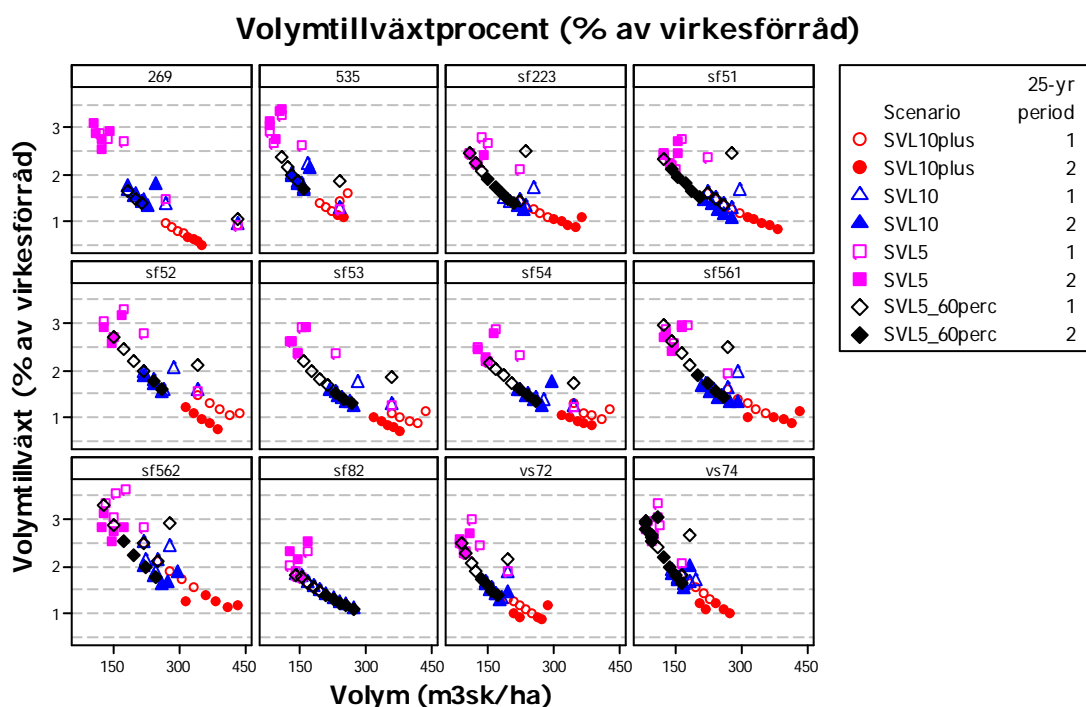 Volymtillväxtprocent (% av virkesförråd)
269 535 sf223 sf51
sf52 sf53 sf54 sf561
sf562 sf82 vs72 vs74
Volymtillväxt (% av virkesförråd)
3
2
1
3
2
1
3
2
1
150 300 450 150 300 450 150 300 450 150 300 450
Volym (m3sk/ha)
25-yr
Scenario period
SVL10plus 1
SVL10plus 2
SVL10 1
SVL10 2
SVL5 1
SVL5 2
SVL5_60perc 1
SVL5_60perc 2